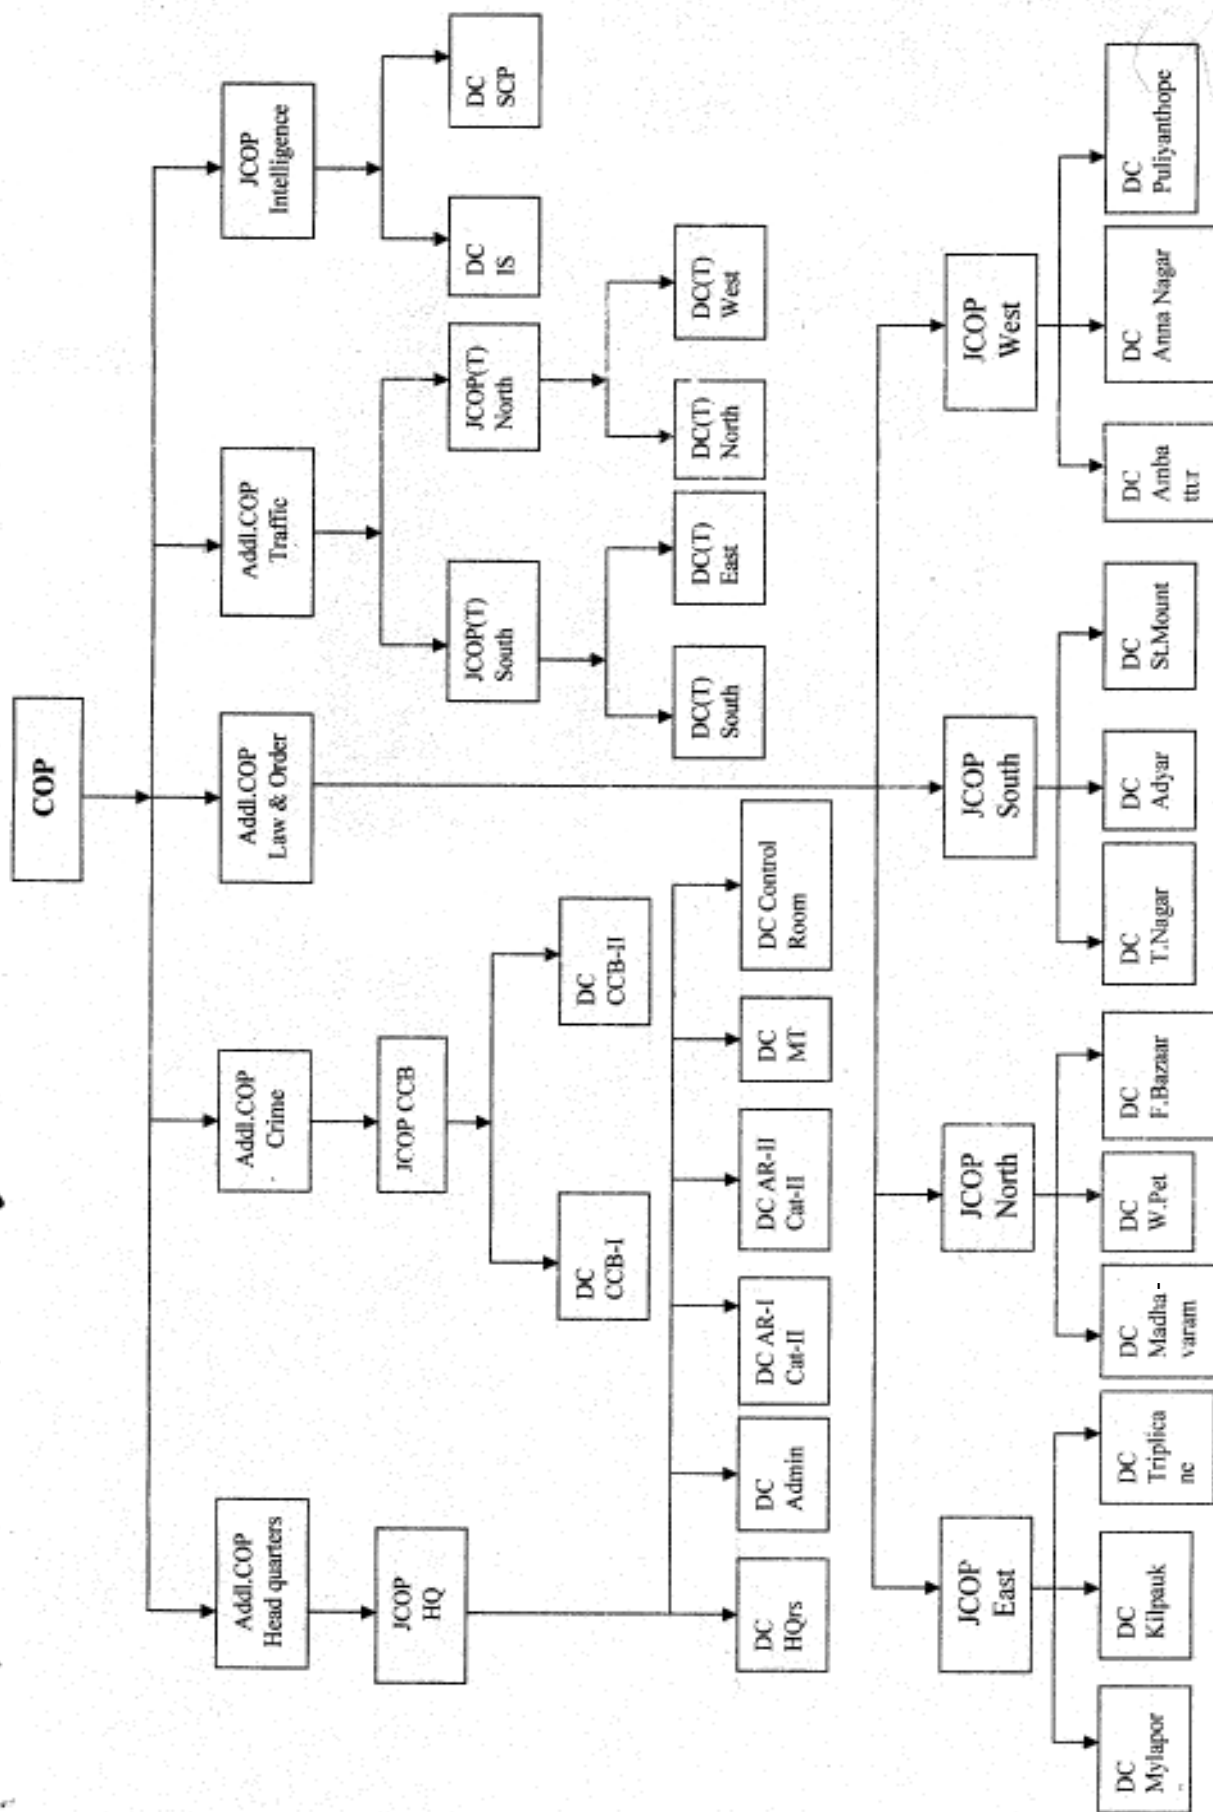 COP
Addl.COP
Head quarters
Addl.COP
Crime
Addl.COP
Law & Order
Addl.COP
Traffic
JCOP
Intelligence
JCOP
HQ
JCOP CCB
JCOP(T)
South
JCOP(T)
North
DC
IS
DC
SCP
DC
CCB-I
DC
CCB-II
DC(T)
South
DC(T)
East
DC(T)
North
DC(T)
West
DC
HQrs
DC
Admin
DC AR-I
Cat-II
DC AR-II
Cat-II
DC
MT
DC Control
Room
JCOP
East
JCOP
North
JCOP
South
JCOP
West
DC
Mylapor
DC
Kilpauk
DC
Triplica
ne
DC
Madha-
varam
DC
W.Pet
DC
F.Bazaar
DC
T.Nagar
DC
Adyar
DC
St.Mount
DC
Amba
ttur
DC
Anna Nagar
DC
Puliyanthope